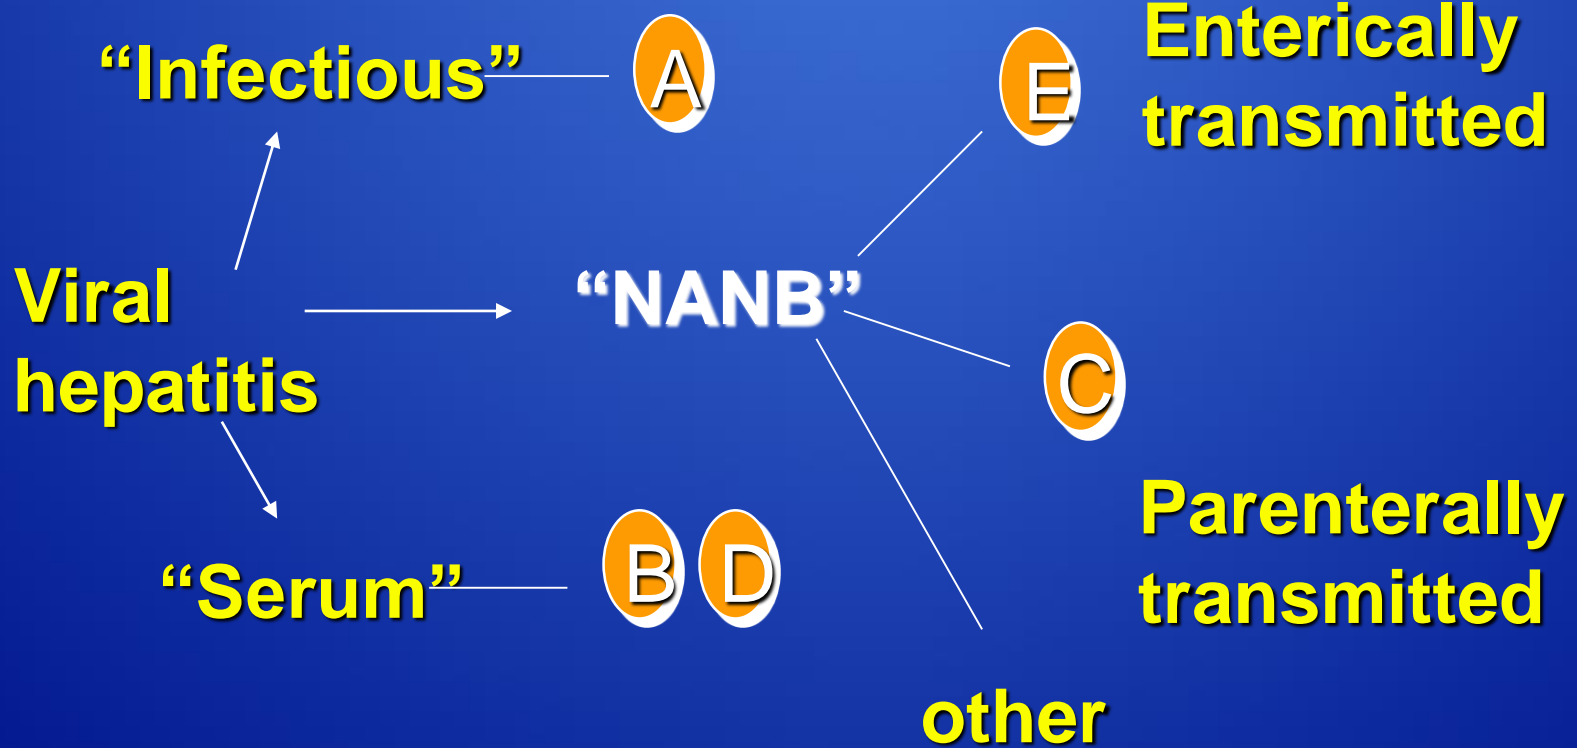 “Infectious”
A
E
Enterically
transmitted
Viral
hepatitis
“NANB”
C
“Serum”
B D
Parenterally
transmitted
other